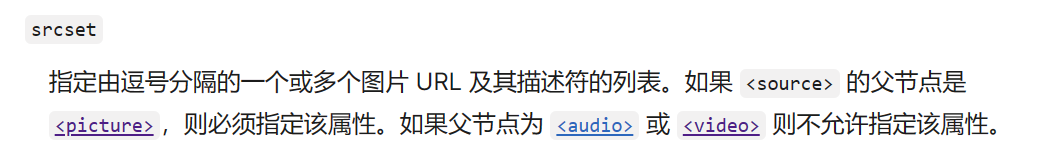 srcset
指定由逗号分隔的一个或多个图片 URL 及其描述符的列表。如果 <source> 的父节点是
<picture>，则必须指定该属性。如果父节点为 <audio> 或 <video> 则不允许指定该属性。